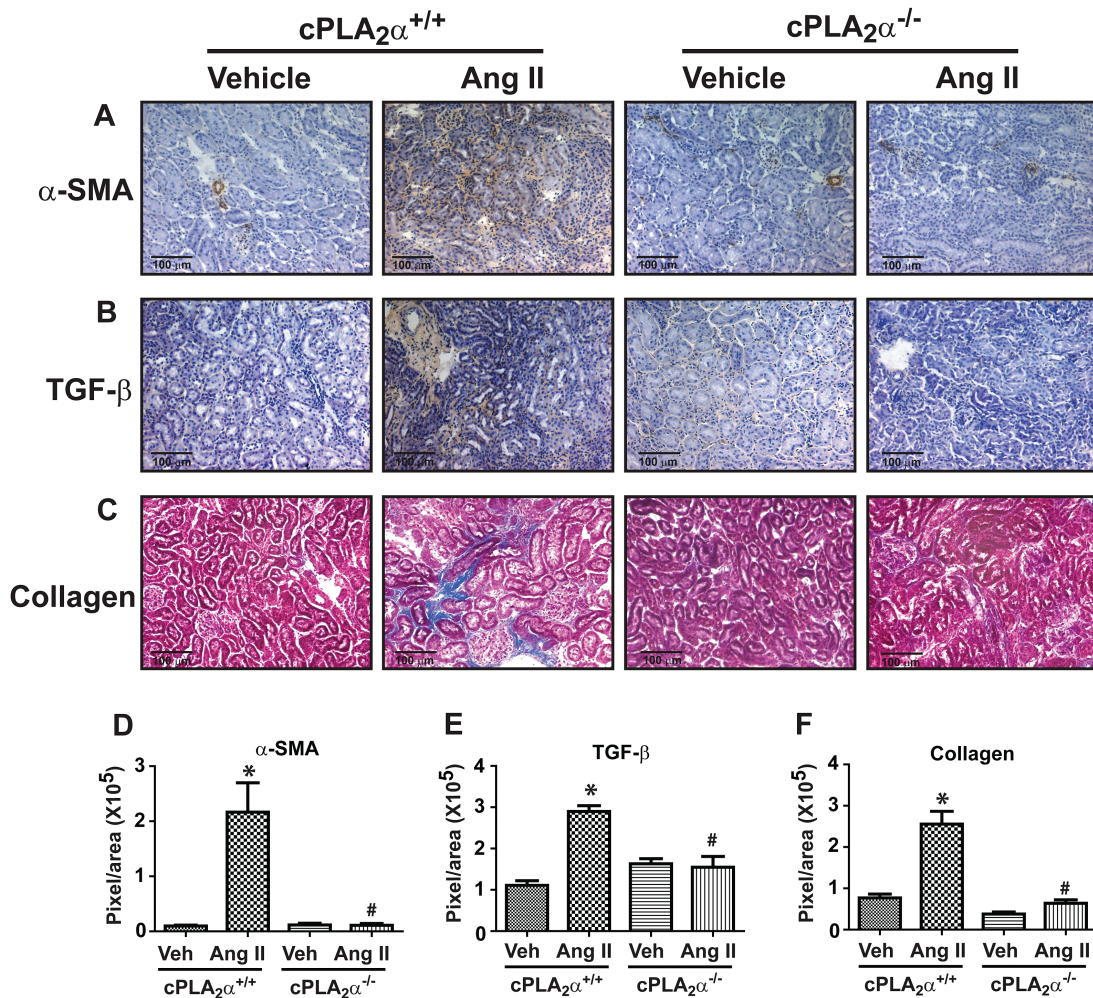 cPLA₂α⁺/⁺ cPLA₂α⁻/⁻
Vehicle Ang II Vehicle Ang II
A
α-SMA
100 μm 100 μm 100 μm 100 μm
B
TGF-β
100 μm 100 μm 100 μm 100 μm
C
Collagen
100 μm 100 μm 100 μm 100 μm
D
α-SMA
Pixel/area (X10⁵)
3
2
1
0
*
#
Veh Ang II Veh Ang II
cPLA₂α⁺/⁺ cPLA₂α⁻/⁻
E
TGF-β
Pixel/area (X10⁵)
4
3
2
1
0
*
#
Veh Ang II Veh Ang II
cPLA₂α⁺/⁺ cPLA₂α⁻/⁻
F
Collagen
Pixel/area (X10⁵)
4
3
2
1
0
*
#
Veh Ang II Veh Ang II
cPLA₂α⁺/⁺ cPLA₂α⁻/⁻